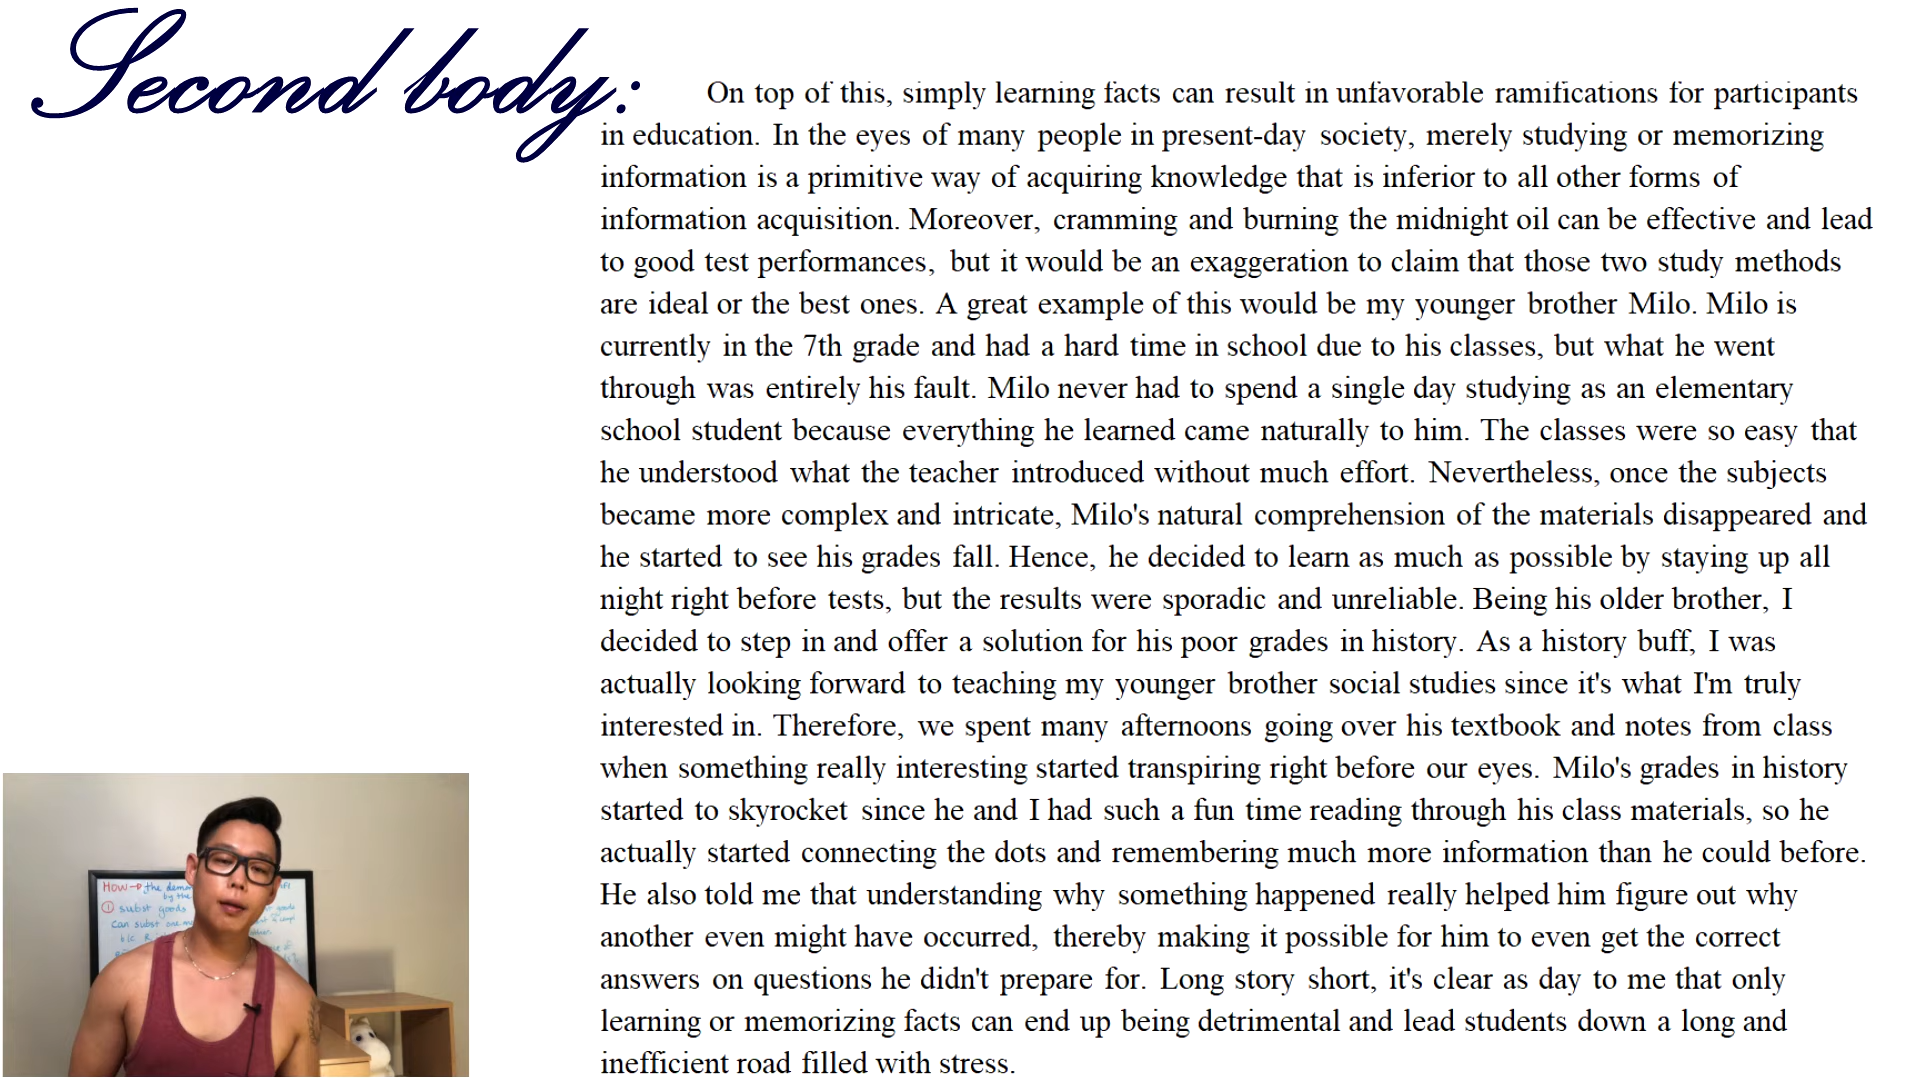 Second body:
On top of this, simply learning facts can result in unfavorable ramifications for participants
in education. In the eyes of many people in present-day society, merely studying or memorizing
information is a primitive way of acquiring knowledge that is inferior to all other forms of
information acquisition. Moreover, cramming and burning the midnight oil can be effective and lead
to good test performances, but it would be an exaggeration to claim that those two study methods
are ideal or the best ones. A great example of this would be my younger brother Milo. Milo is
currently in the 7th grade and had a hard time in school due to his classes, but what he went
through was entirely his fault. Milo never had to spend a single day studying as an elementary
school student because everything he learned came naturally to him. The classes were so easy that
he understood what the teacher introduced without much effort. Nevertheless, once the subjects
became more complex and intricate, Milo's natural comprehension of the materials disappeared and
he started to see his grades fall. Hence, he decided to learn as much as possible by staying up all
night right before tests, but the results were sporadic and unreliable. Being his older brother, I
decided to step in and offer a solution for his poor grades in history. As a history buff, I was
actually looking forward to teaching my younger brother social studies since it's what I'm truly
interested in. Therefore, we spent many afternoons going over his textbook and notes from class
when something really interesting started transpiring right before our eyes. Milo's grades in history
started to skyrocket since he and I had such a fun time reading through his class materials, so he
actually started connecting the dots and remembering much more information than he could before.
He also told me that understanding why something happened really helped him figure out why
another even might have occurred, thereby making it possible for him to even get the correct
answers on questions he didn't prepare for. Long story short, it's clear as day to me that only
learning or memorizing facts can end up being detrimental and lead students down a long and
inefficient road filled with stress.
HOW → the
by the
① subst goods
goods
can subst one
b/c